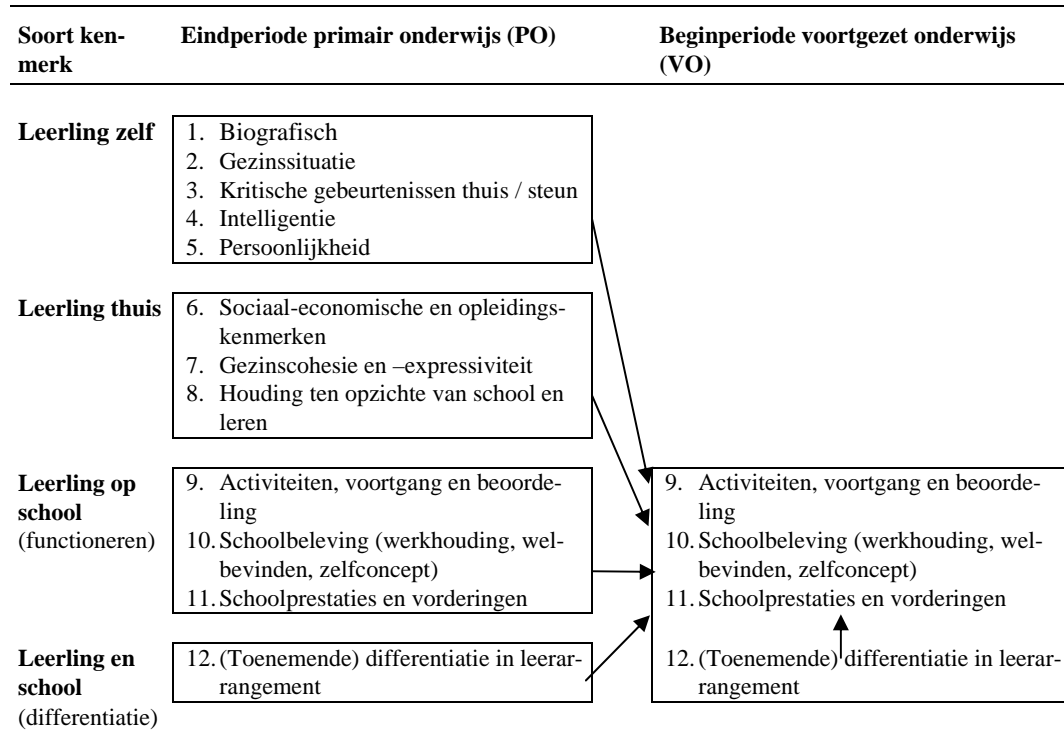 Soort ken-
merk
Eindperiode primair onderwijs (PO)
Beginperiode voortgezet onderwijs
(VO)
Leerling zelf
1. Biografisch
2. Gezinssituatie
3. Kritische gebeurtenissen thuis / steun
4. Intelligentie
5. Persoonlijkheid
Leerling thuis
6. Sociaal-economische en opleidings-
kenmerken
7. Gezinscohesie en –expressiviteit
8. Houding ten opzichte van school en
leren
Leerling op
school
(functioneren)
9. Activiteiten, voortgang en beoorde-
ling
10. Schoolbeleving (werkhouding, wel-
bevinden, zelfconcept)
11. Schoolprestaties en vorderingen
9. Activiteiten, voortgang en beoorde-
ling
10. Schoolbeleving (werkhouding, wel-
bevinden, zelfconcept)
11. Schoolprestaties en vorderingen
Leerling en
school
(differentiatie)
12. (Toenemende) differentiatie in leerar-
rangement
12. (Toenemende) differentiatie in leerar-
rangement